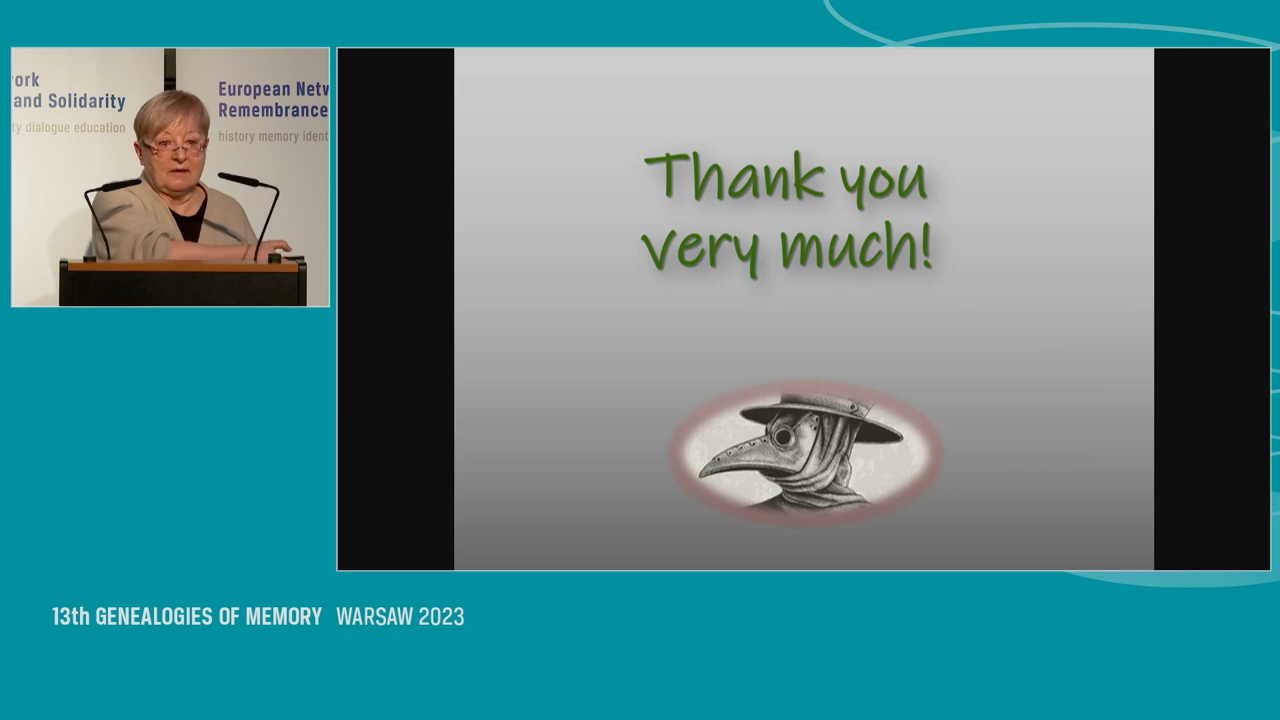 ork
and Solidarity
ty dialogue education
European Netw
Remembrance
history memory ident
Thank you
very much!
13th GENEALOGIES OF MEMORY WARSAW 2023